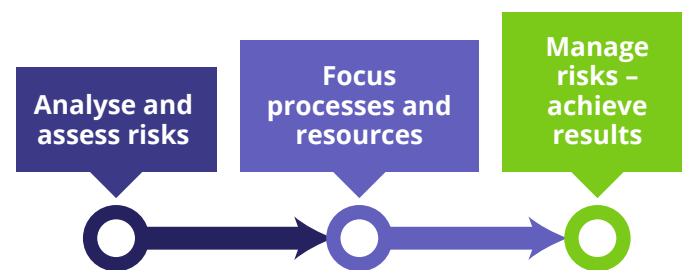 Analyse and
assess risks
Focus
processes and
resources
Manage
risks –
achieve
results